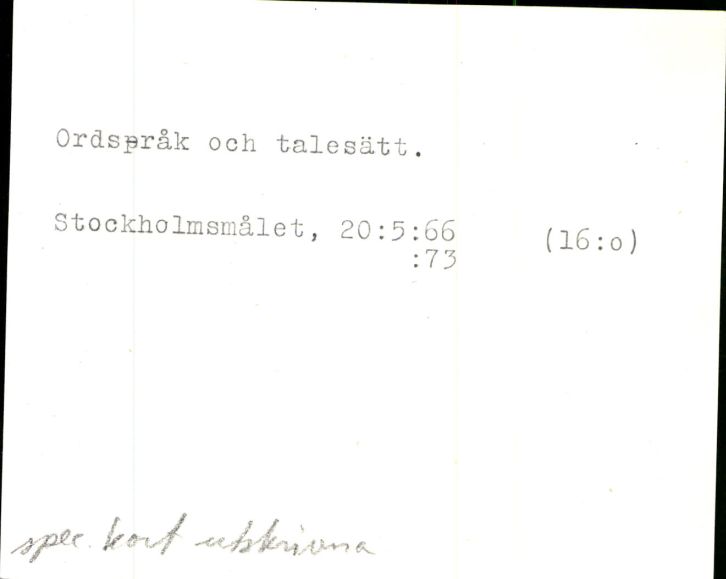 Ordspråk och talesätt.
Stockholmsmålet, 20:5:66 (16:o)
:73
spec. kort utskrivna